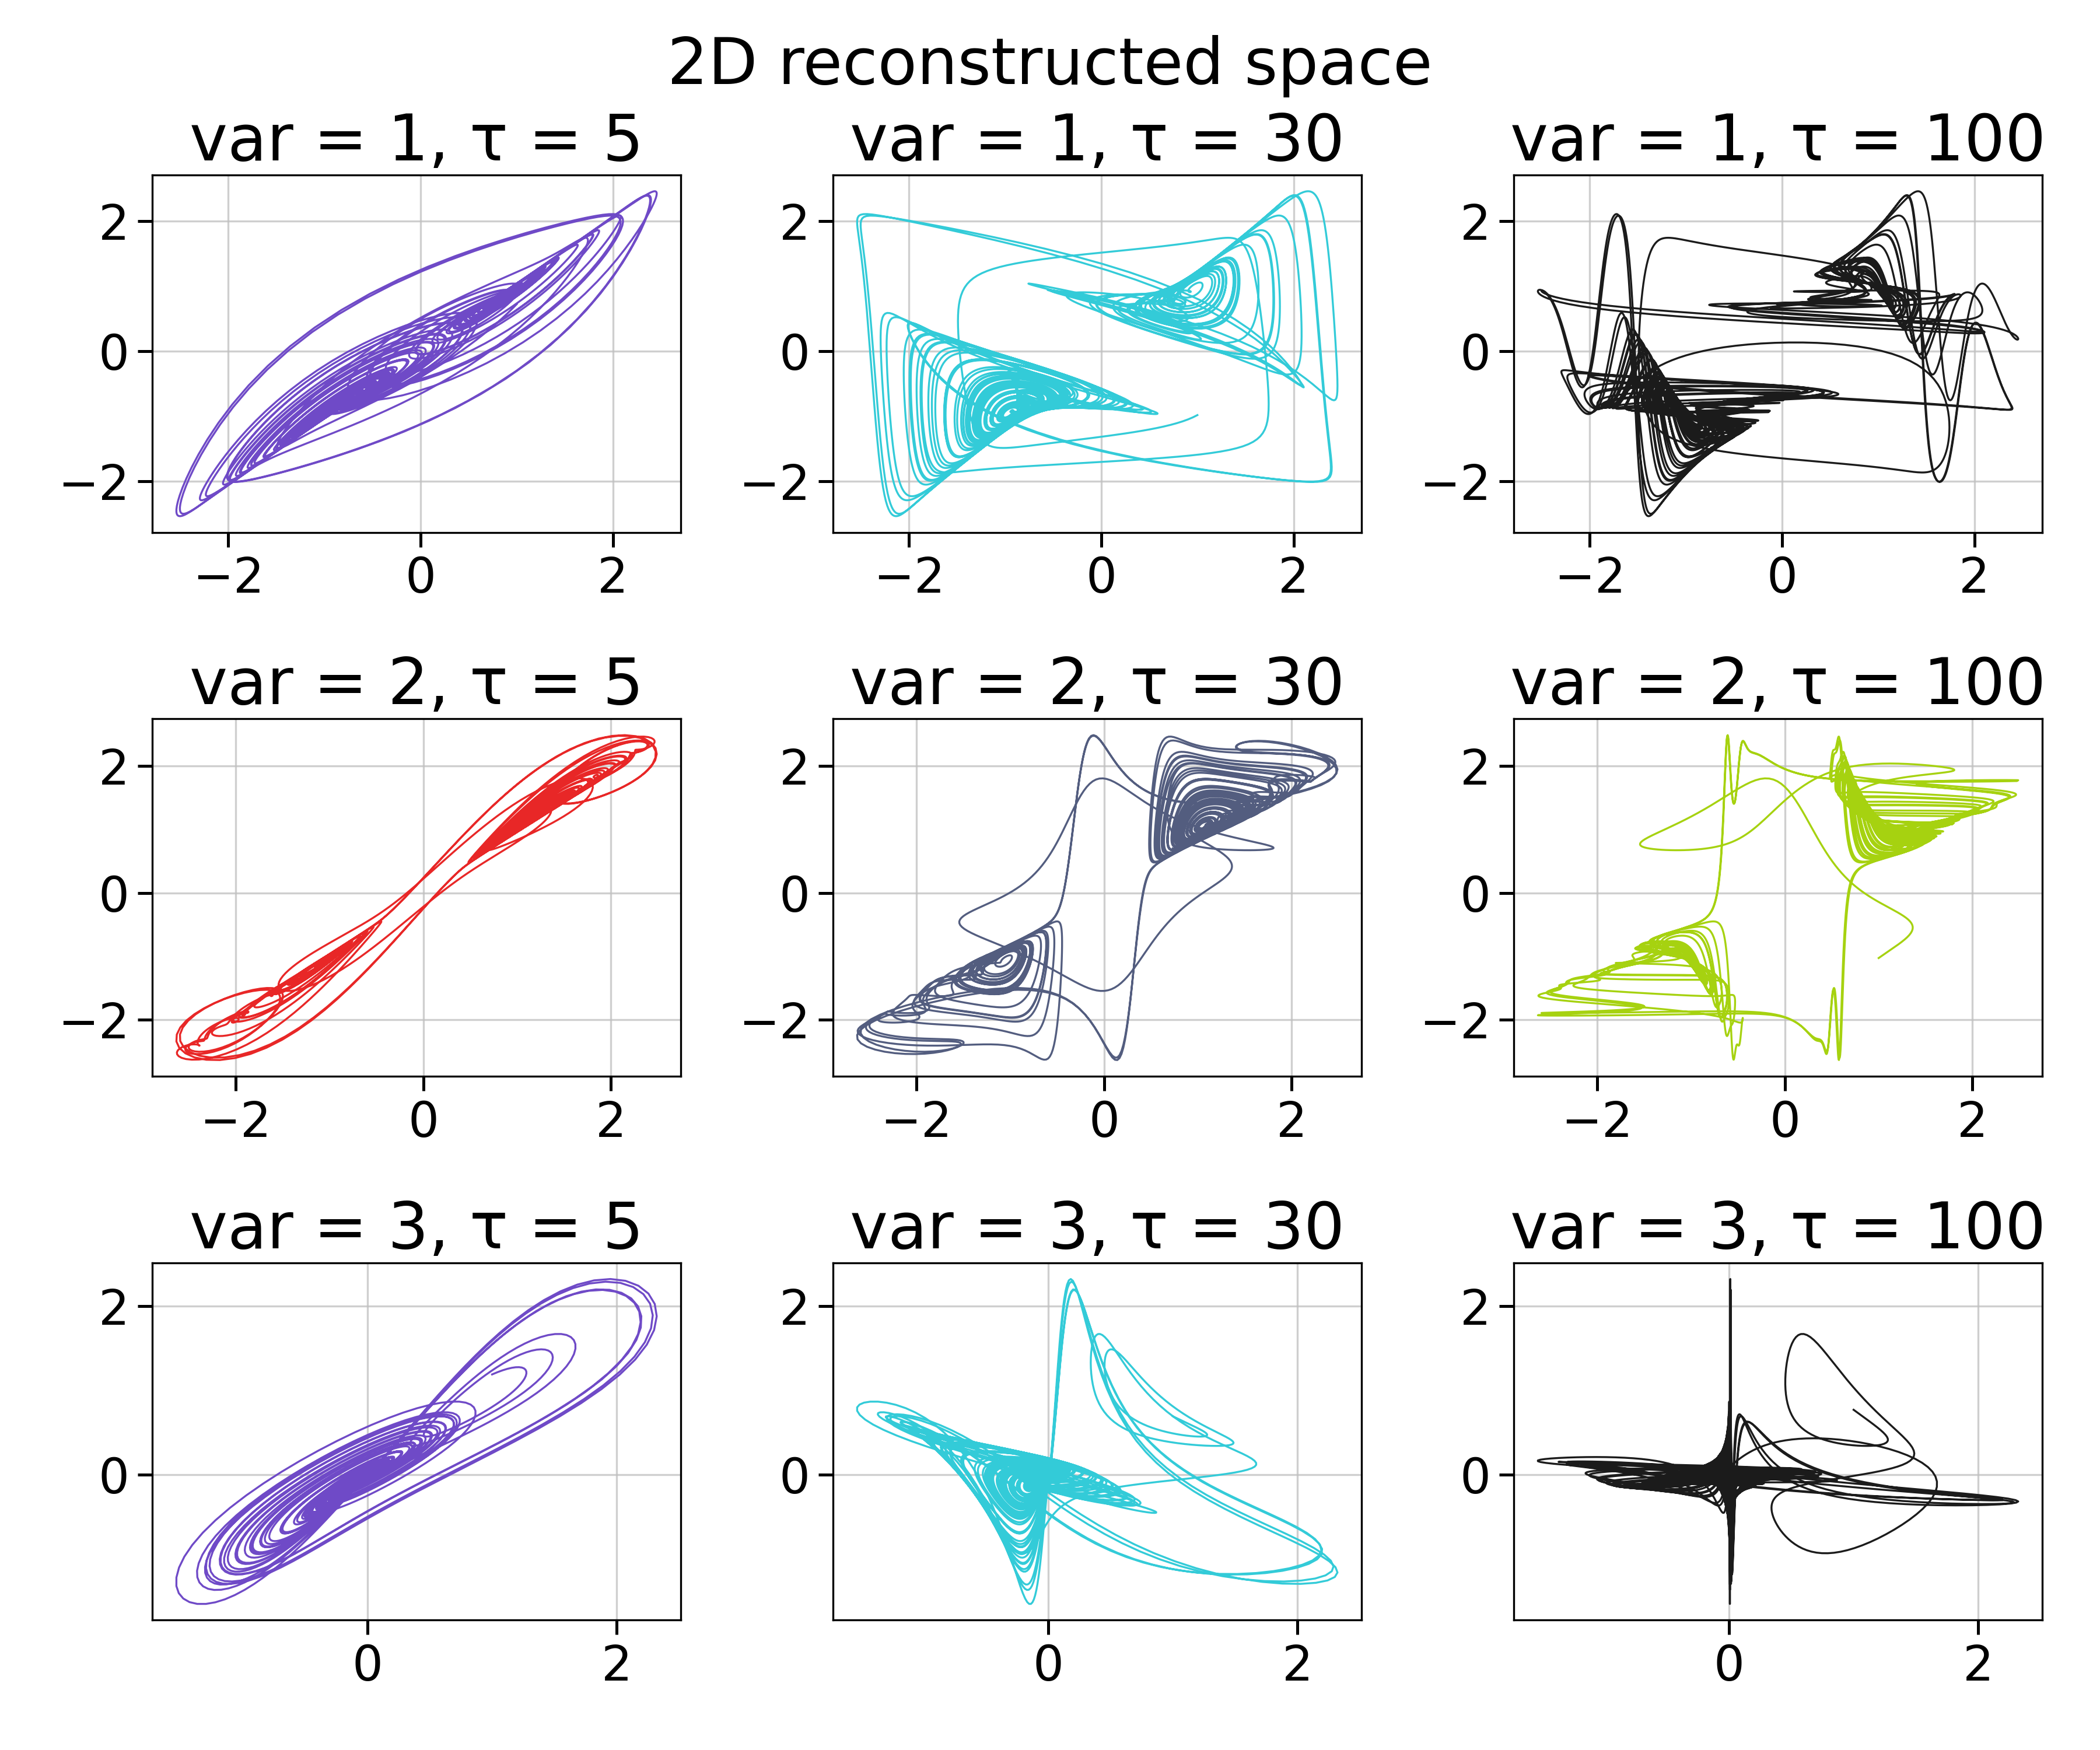 2D reconstructed space
var = 1, τ = 5
var = 1, τ = 30
var = 1, τ = 100
2
0
−2
−2 0 2
2
0
−2
−2 0 2
2
0
−2
−2 0 2
var = 2, τ = 5
var = 2, τ = 30
var = 2, τ = 100
2
0
−2
−2 0 2
2
0
−2
−2 0 2
2
0
−2
−2 0 2
var = 3, τ = 5
var = 3, τ = 30
var = 3, τ = 100
2
0
0 2
2
0
0 2
2
0
0 2